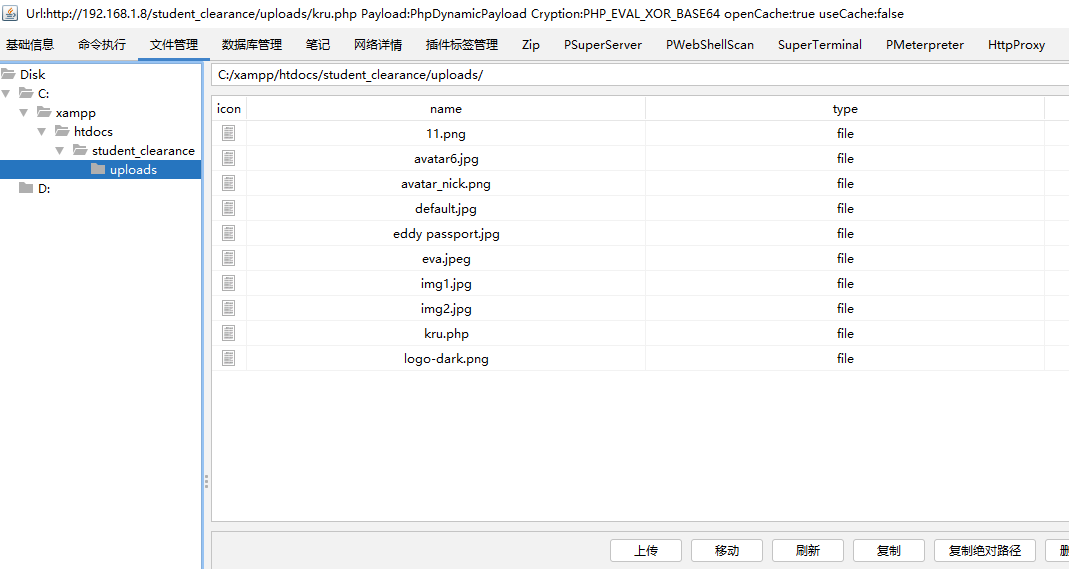 Url:http://192.168.1.8/student_clearance/uploads/kru.php Payload:PhpDynamicPayload Cryption:PHP_EVAL_XOR_BASE64 openCache:true useCache:false
基础信息 命令执行 文件管理 数据库管理 笔记 网络详情 插件标签管理 Zip PSuperServer PWebShellScan SuperTerminal PMeterpreter HttpProxy
Disk
C:
xampp
htdocs
student_clearance
uploads
D:
C:/xampp/htdocs/student_clearance/uploads/
icon name type
11.png file
avatar6.jpg file
avatar_nick.png file
default.jpg file
eddy passport.jpg file
eva.jpeg file
img1.jpg file
img2.jpg file
kru.php file
logo-dark.png file
上传 移动 刷新 复制 复制绝对路径